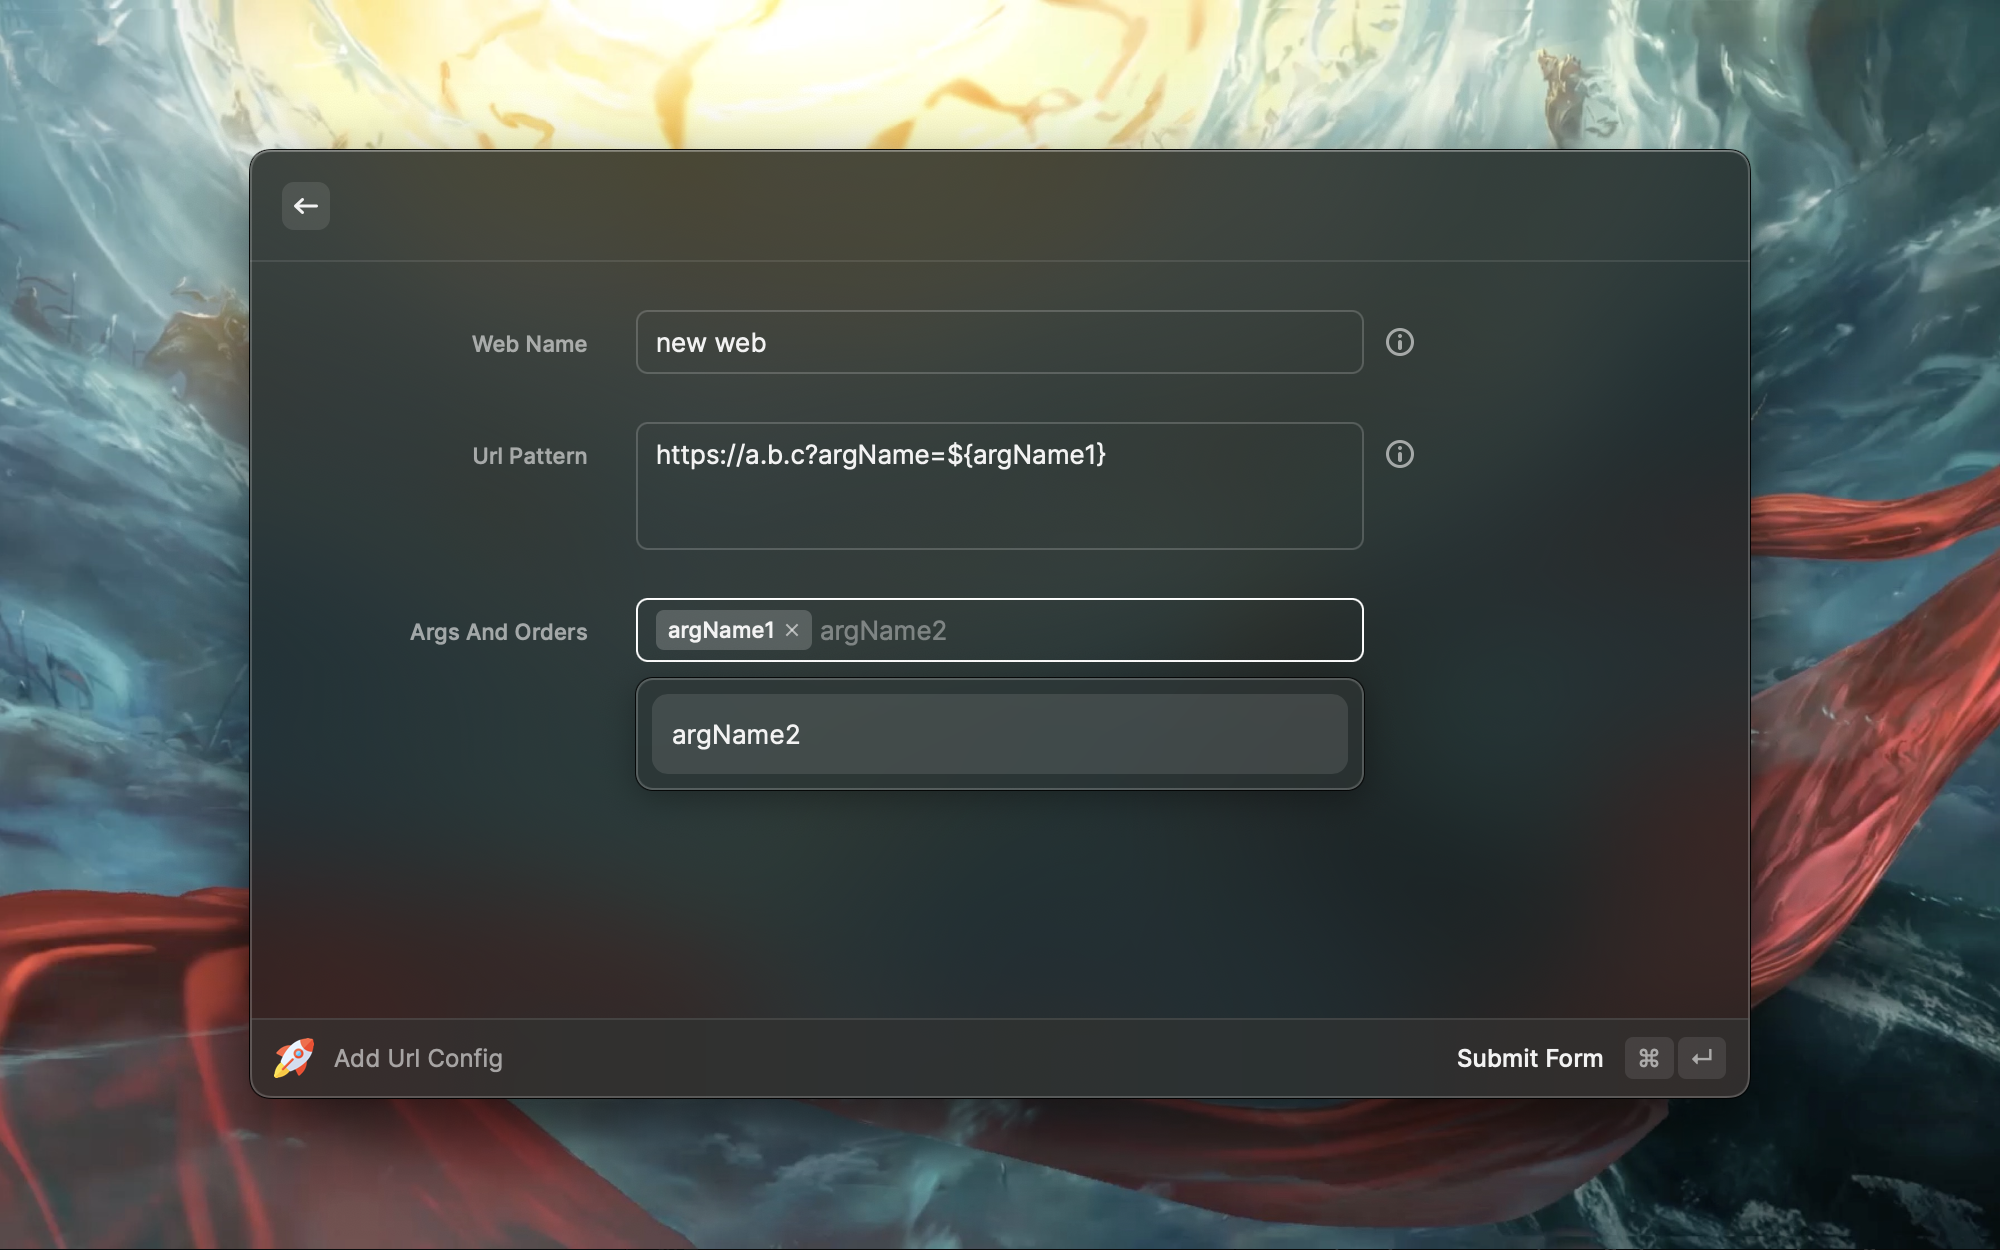 Web Name
new web
Url Pattern
https://a.b.c?argName=${argName1}
Args And Orders
argName1 × argName2
argName2
Add Url Config
Submit Form ⌘ ↵